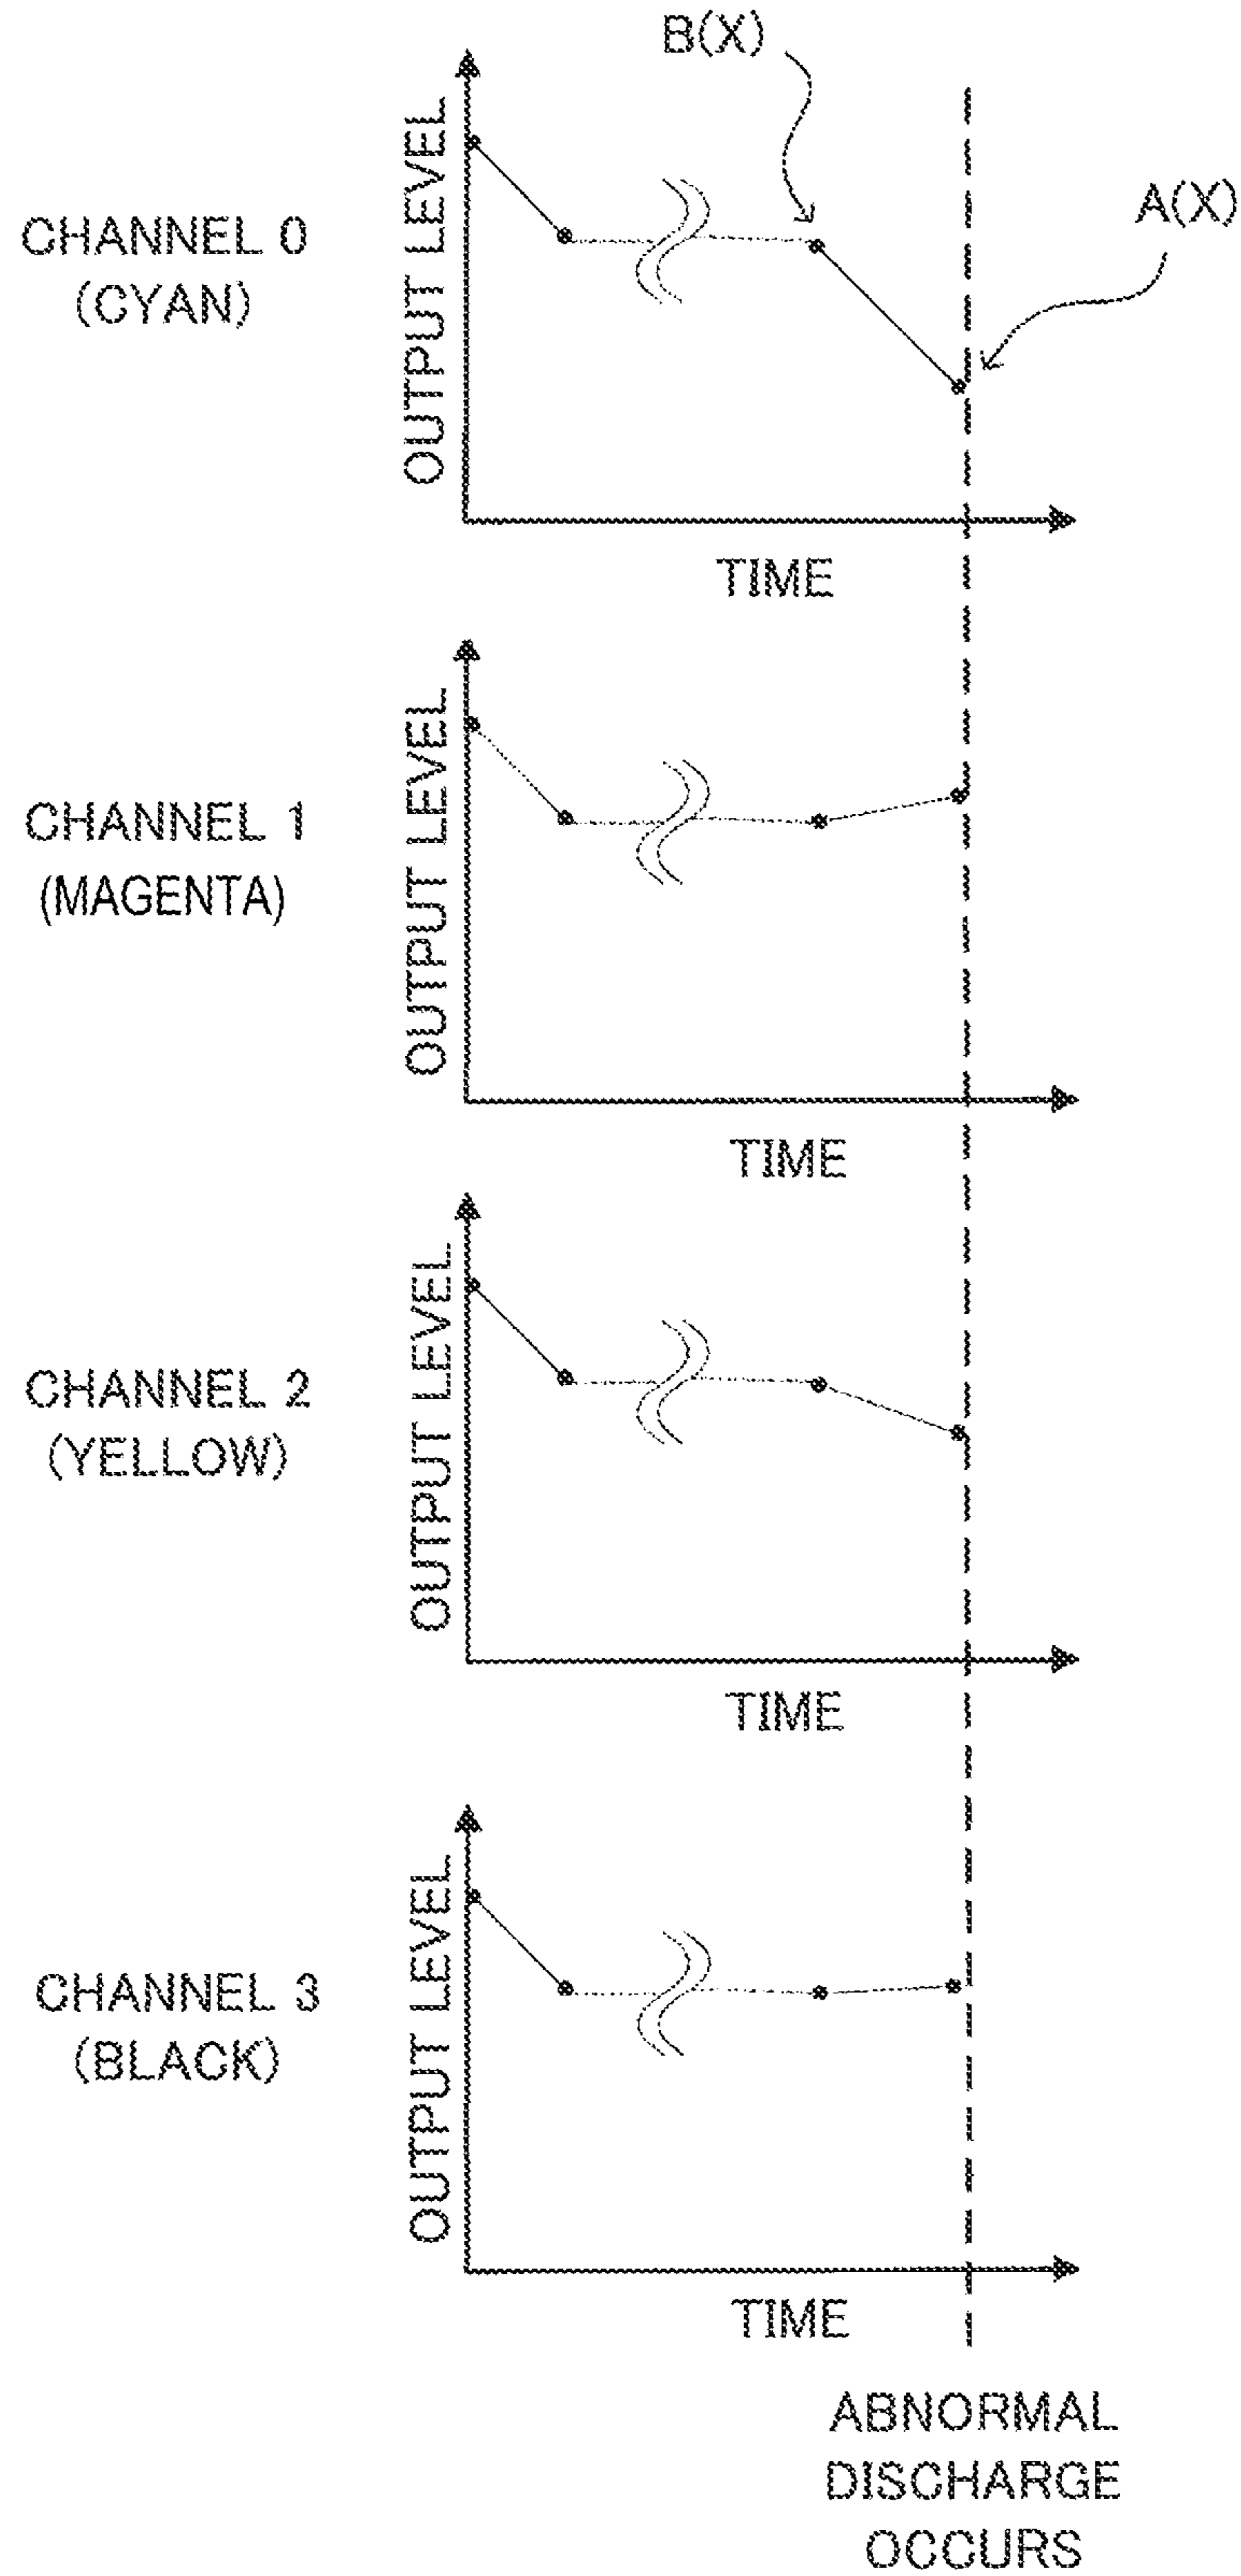 B(X)
A(X)
CHANNEL 0
(CYAN)
OUTPUT LEVEL
TIME
CHANNEL 1
(MAGENTA)
OUTPUT LEVEL
TIME
CHANNEL 2
(YELLOW)
OUTPUT LEVEL
TIME
CHANNEL 3
(BLACK)
OUTPUT LEVEL
TIME
ABNORMAL
DISCHARGE
OCCURS